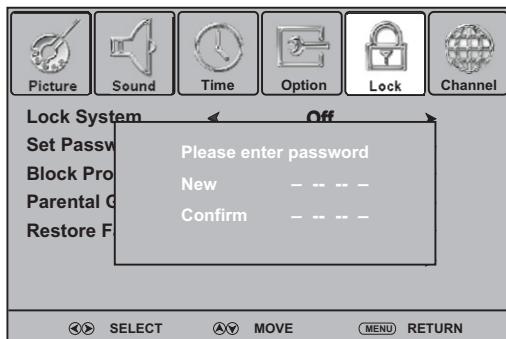 Picture Sound Time Option Lock Channel
Lock System Off
Set Passw
Block Pro
Parental G
Restore F
Please enter password
New – -- -- –
Confirm – -- -- –
SELECT MOVE MENU RETURN